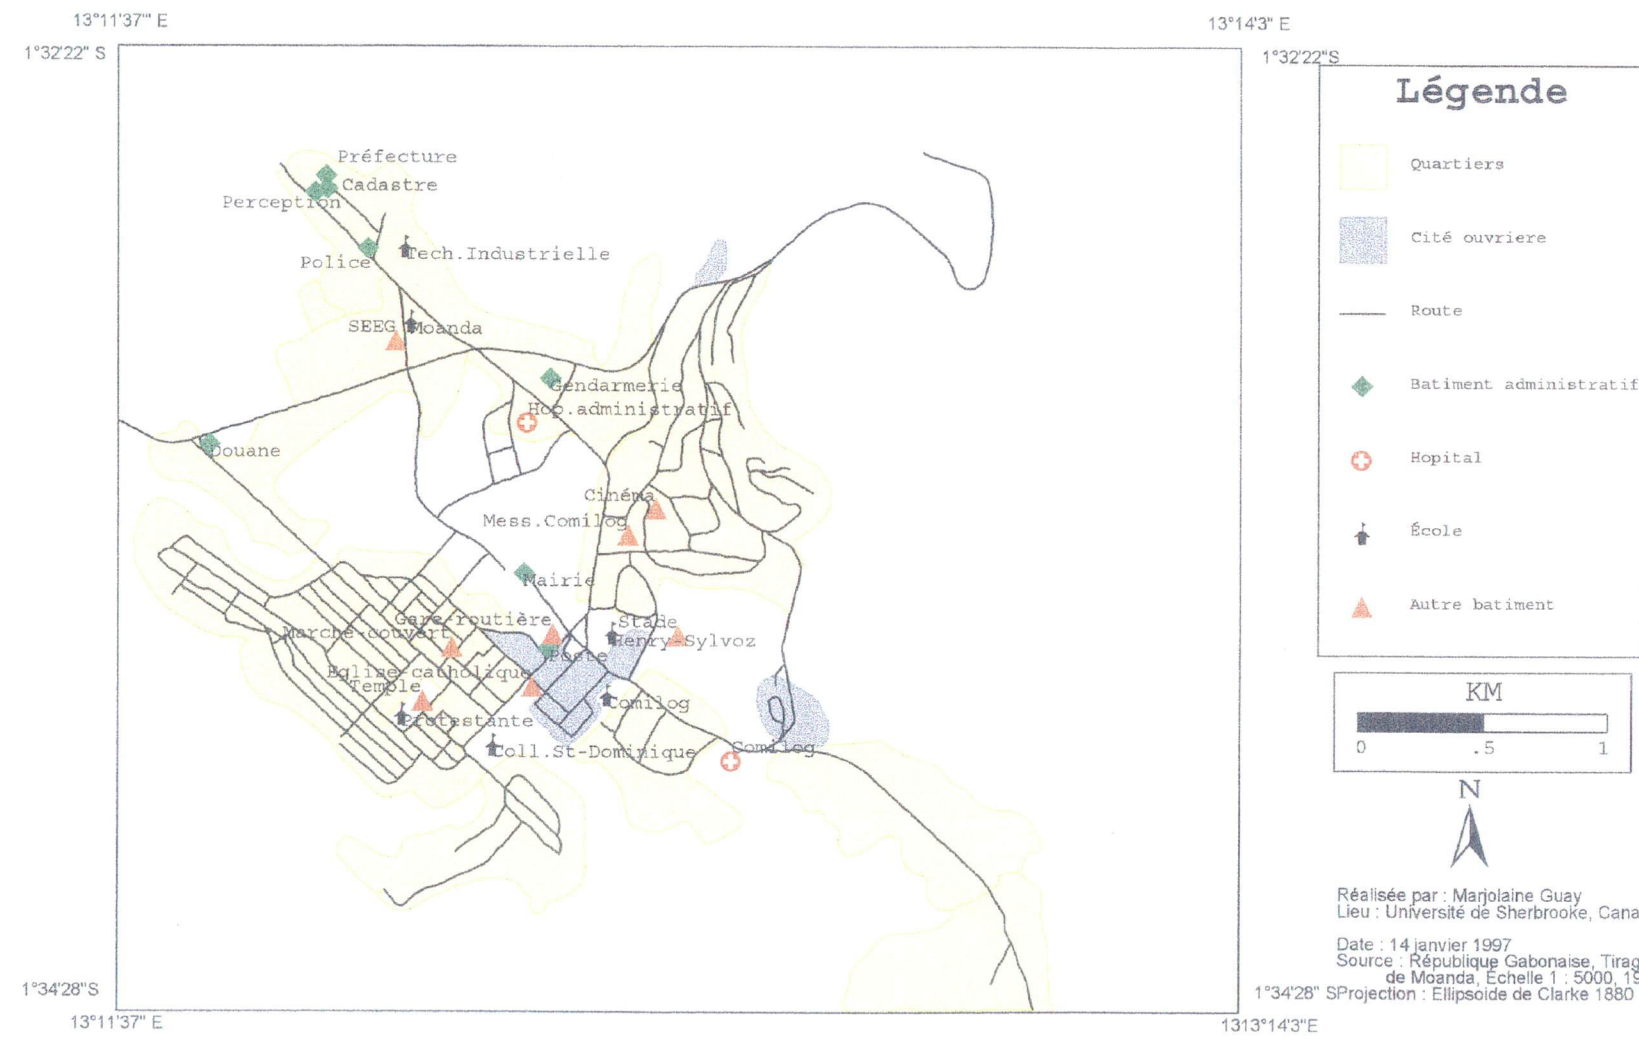 13°11'37'" E
13°14'3" E
1°32'22" S
1°32'22"S
Légende
Quartiers
Cité ouvriere
Route
Batiment administratif
Hopital
École
Autre batiment
Préfecture
Cadastre
Perception
Police
Tech.Industrielle
SEEG
Moanda
Gendarmerie
Hop.administratif
Douane
Cinéma
Mess.Comilog
Mairie
Gare-routière
Stade
Marché-couvert
Henry-Sylvoz
Poste
Eglise-catholique
Temple
Comilog
Protestante
Coll.St-Dominique
Comilog
KM
0 .5 1
N
Réalisée par : Marjolaine Guay
Lieu : Université de Sherbrooke, Cana
Date : 14 janvier 1997
Source : République Gabonaise, Tirag
de Moanda, Échelle 1 : 5000, 19
Projection : Ellipsoide de Clarke 1880
1°34'28"S
1°34'28" S
13°11'37" E
1313°14'3"E